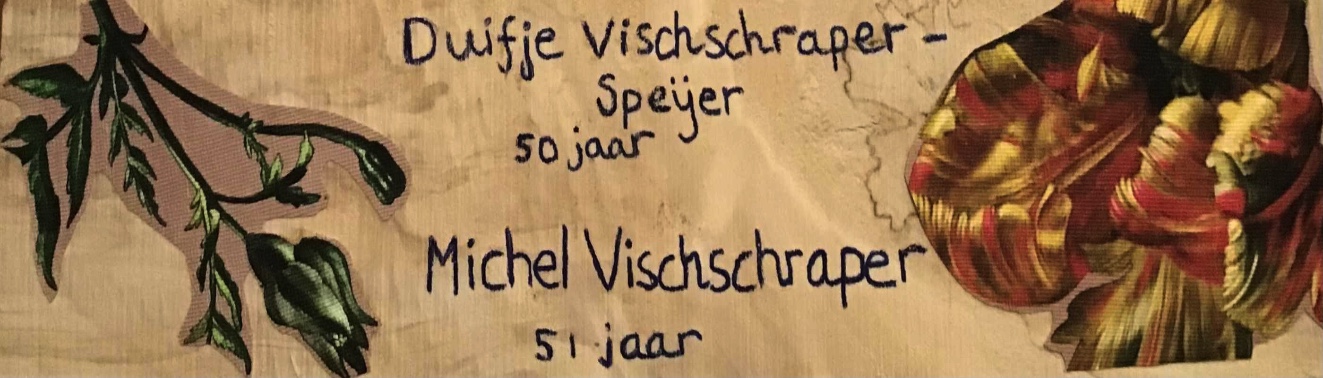 Duifje Vischschraper-
Speijer
50 jaar
Michel Vischschraper
51 jaar